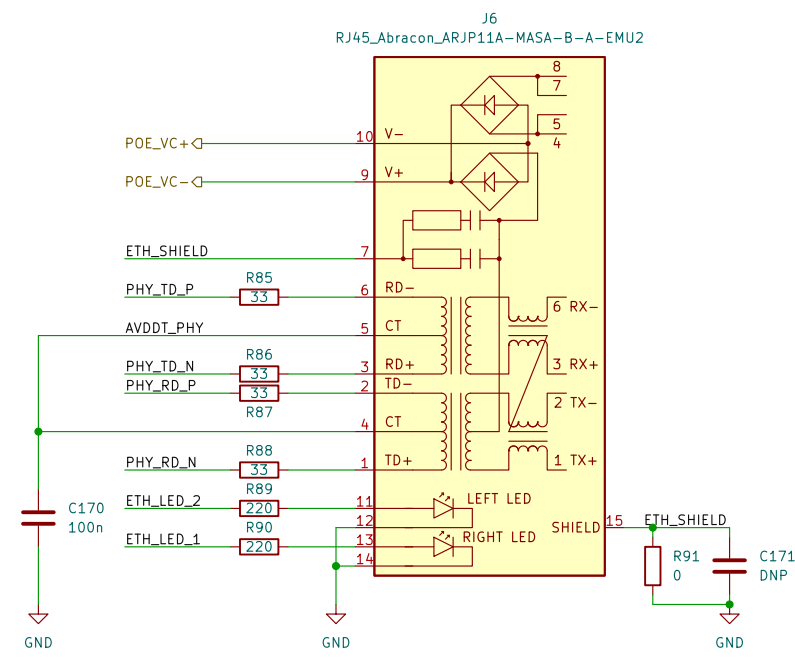 J6
RJ45_Abracon_ARJP11A-MASA-B-A-EMU2
8
7
5
4
POE_VC+
10
V-
POE_VC-
9
V+
ETH_SHIELD
7
R85
PHY_TD_P
33
6
RD-
6
RX-
AVDDT_PHY
5
CT
R86
PHY_TD_N
33
3
RD+
3
RX+
PHY_RD_P
33
2
TD-
2
TX-
R87
4
CT
R88
PHY_RD_N
33
1
TD+
1
TX+
R89
ETH_LED_2
220
11
LEFT LED
12
R90
ETH_LED_1
220
13
RIGHT LED
14
SHIELD
15
ETH_SHIELD
C170
100n
R91
0
C171
DNP
GND
GND
GND